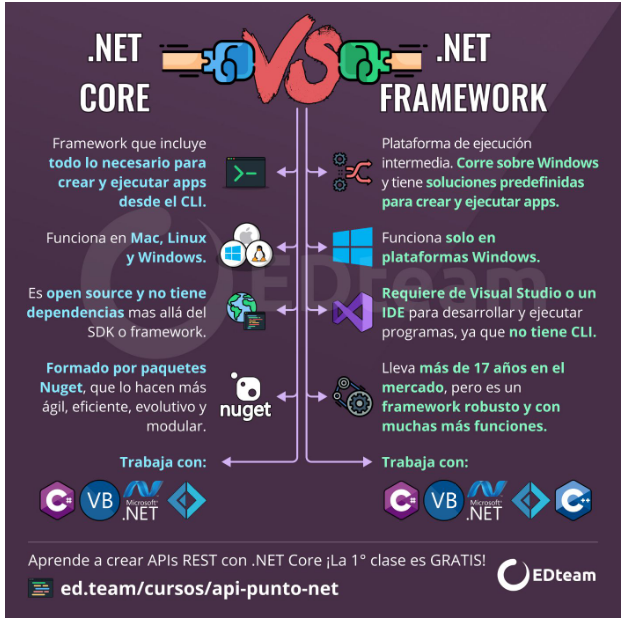 .NET
CORE
VS
.NET
FRAMEWORK
Framework que incluye
todo lo necesario para
crear y ejecutar apps
desde el CLI.
Plataforma de ejecución
intermedia. Corre sobre Windows
y tiene soluciones predefinidas
para crear y ejecutar apps.
Funciona en Mac, Linux
y Windows.
Funciona solo en
plataformas Windows.
Es open source y no tiene
dependencias mas allá del
SDK o framework.
Requiere de Visual Studio o un
IDE para desarrollar y ejecutar
programas, ya que no tiene CLI.
Formado por paquetes
Nuget, que lo hacen más
ágil, eficiente, evolutivo y
modular.
nuget
Lleva más de 17 años en el
mercado, pero es un
framework robusto y con
muchas más funciones.
Trabaja con:
C#
VB
Microsoft
.NET
Trabaja con:
C#
VB
Microsoft
.NET
C++
EDteam
Aprende a crear APIs REST con .NET Core ¡La 1° clase es GRATIS!
ed.team/cursos/api-punto-net
EDteam